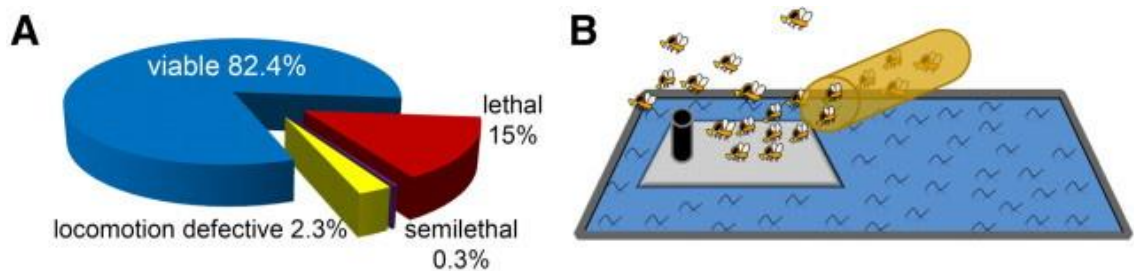 A
viable 82.4%
lethal
15%
locomotion defective 2.3%
semilethal
0.3%
B